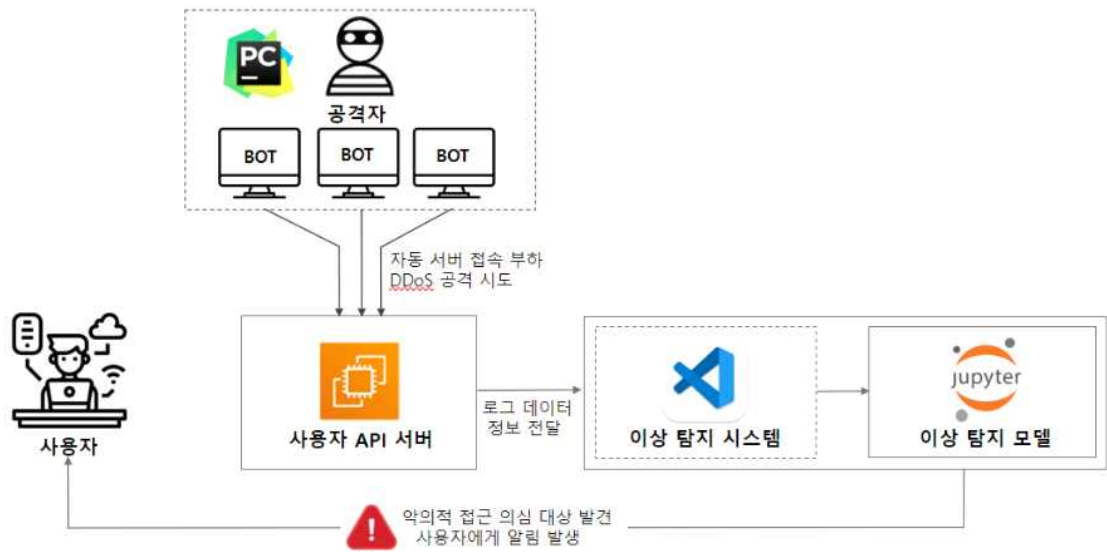 PC
공격자
BOT
BOT
BOT
자동 서버 접속 부하
DDoS 공격 시도
사용자
사용자 API 서버
로그 데이터
정보 전달
이상 탐지 시스템
jupyter
이상 탐지 모델
악의적 접근 의심 대상 발견
사용자에게 알림 발생